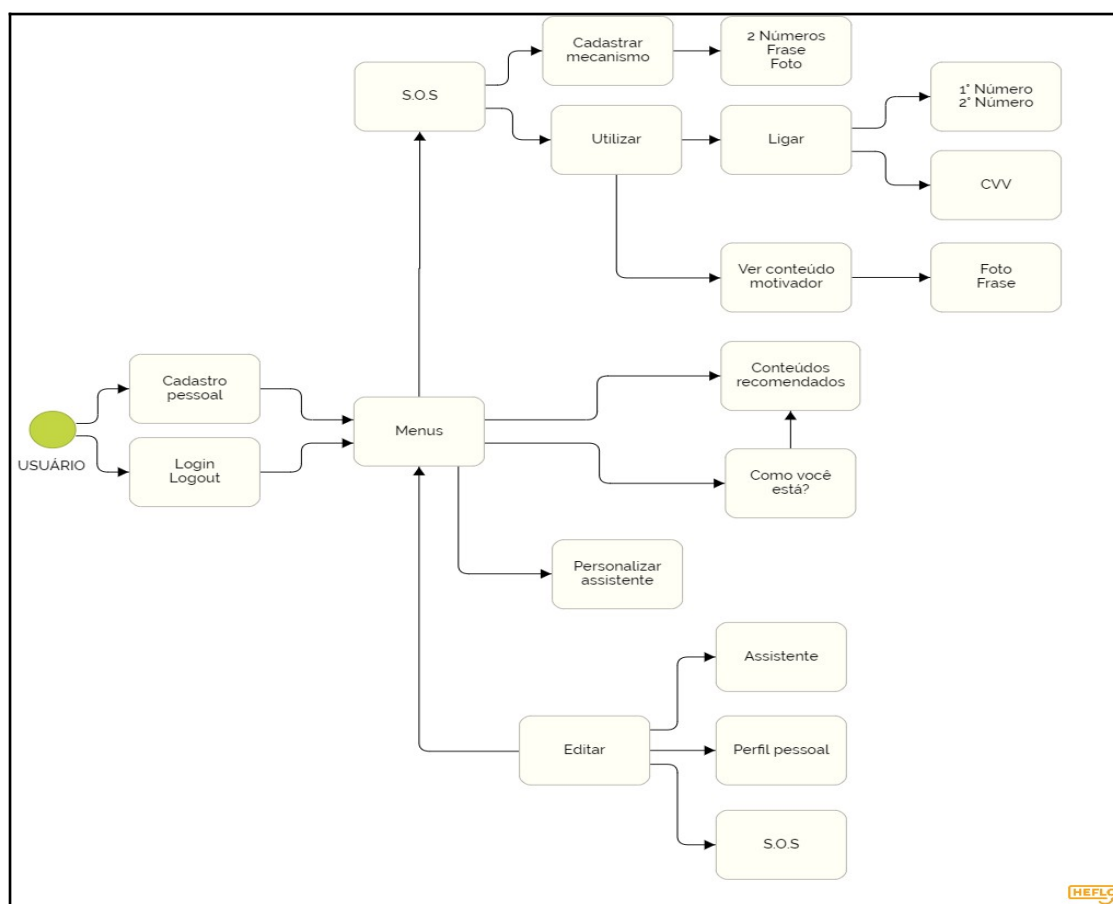 Cadastrar
mecanismo
2 Números
Frase
Foto
S.O.S
1° Número
2° Número
Utilizar
Ligar
CVV
Ver conteúdo
motivador
Foto
Frase
Cadastro
pessoal
Conteúdos
recomendados
Menus
USUÁRIO
Login
Logout
Como você
está?
Personalizar
assistente
Assistente
Editar
Perfil pessoal
S.O.S
HEFLO